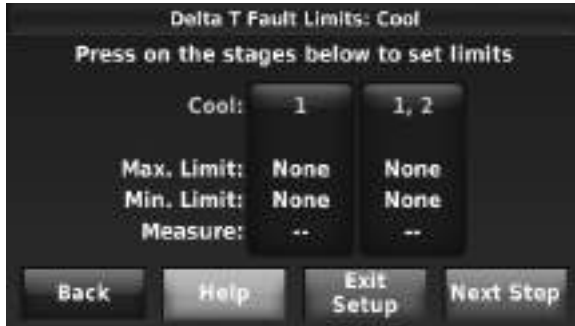 Delta T Fault Limits: Cool
Press on the stages below to set limits
Cool: 1 1, 2
Max. Limit: None None
Min. Limit: None None
Measure: -- --
Back Help Exit Setup Next Step